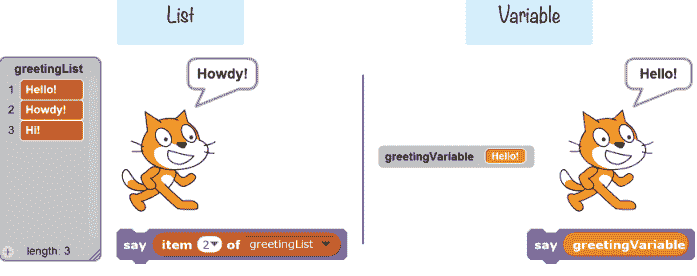 List
greetingList
1 Hello!
2 Howdy!
3 Hi!
+ length: 3
Howdy!
say item 2 of greetingList
Variable
Hello!
greetingVariable Hello!
say greetingVariable